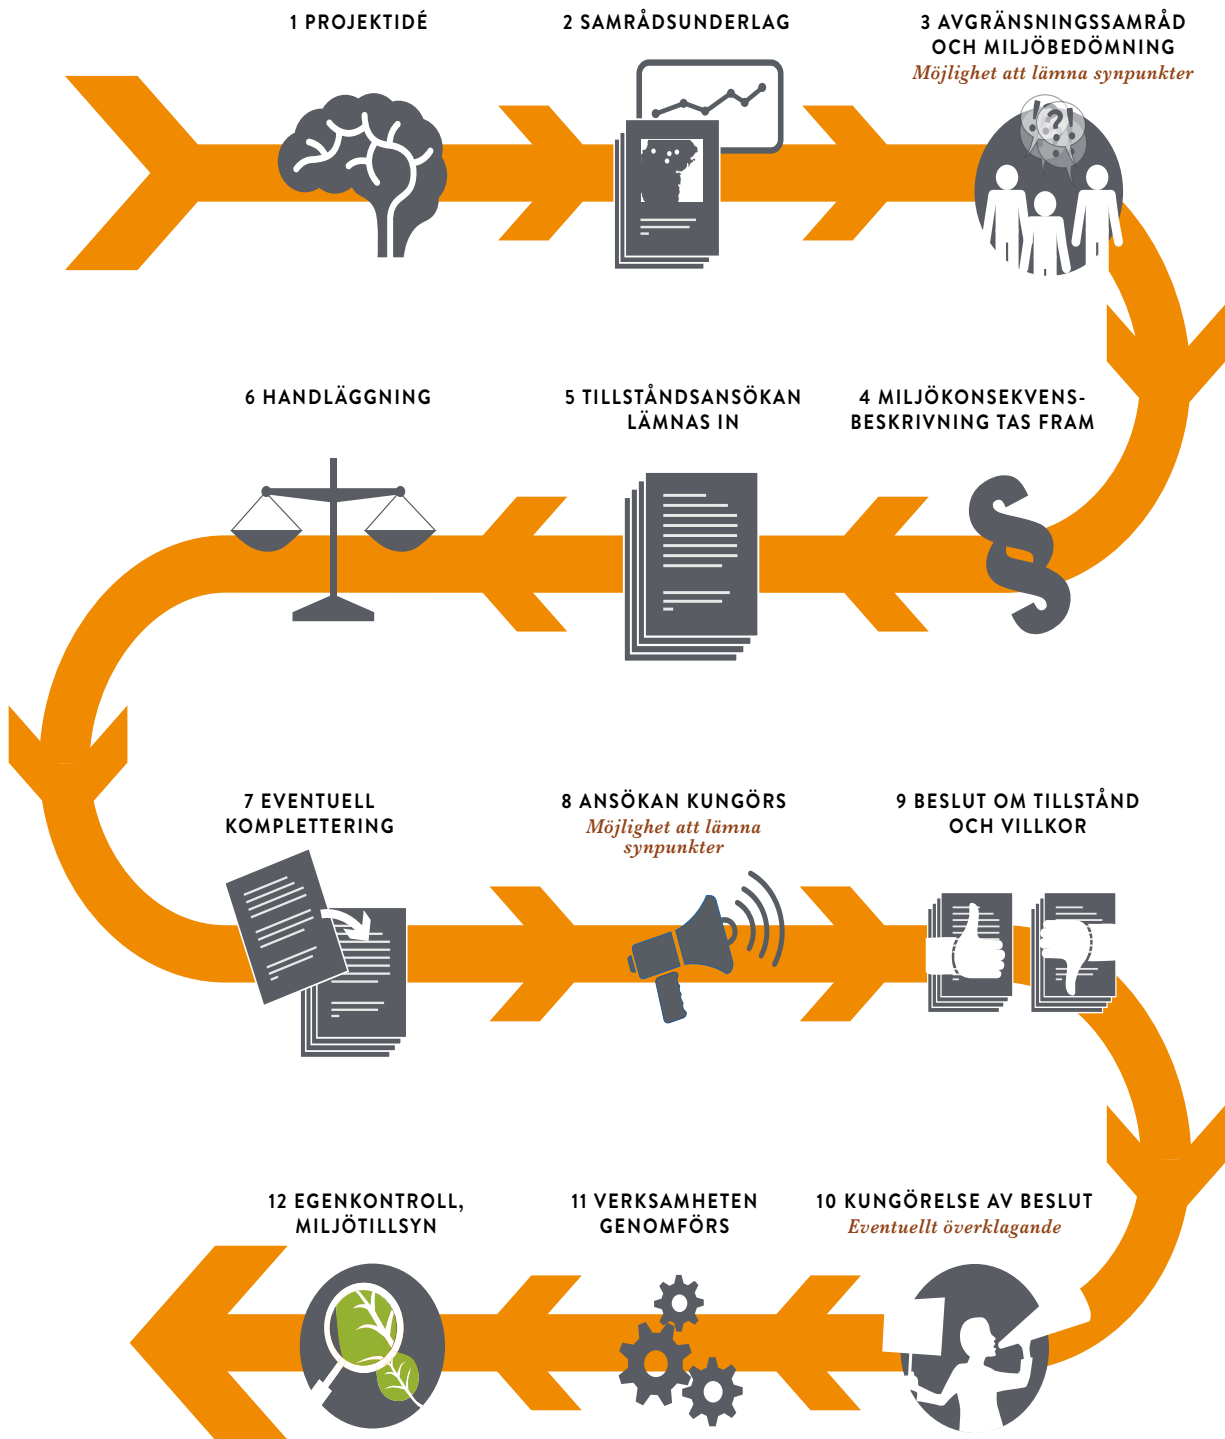 1 PROJEKTIDÉ
2 SAMRÅDSUNDERLAG
3 AVGRÄNSNINGSSAMRÅD
OCH MILJÖBEDÖMNING
Möjlighet att lämna synpunkter
?
4 MILJÖKONSEKVENS-
BESKRIVNING TAS FRAM
5 TILLSTÅNDSANSÖKAN
LÄMNAS IN
6 HANDLÄGGNING
§
7 EVENTUELL
KOMPLETTERING
8 ANSÖKAN KUNGÖRS
Möjlighet att lämna
synpunkter
9 BESLUT OM TILLSTÅND
OCH VILLKOR
10 KUNGÖRELSE AV BESLUT
Eventuellt överklagande
11 VERKSAMHETEN
GENOMFÖRS
12 EGENKONTROLL,
MILJÖTILLSYN